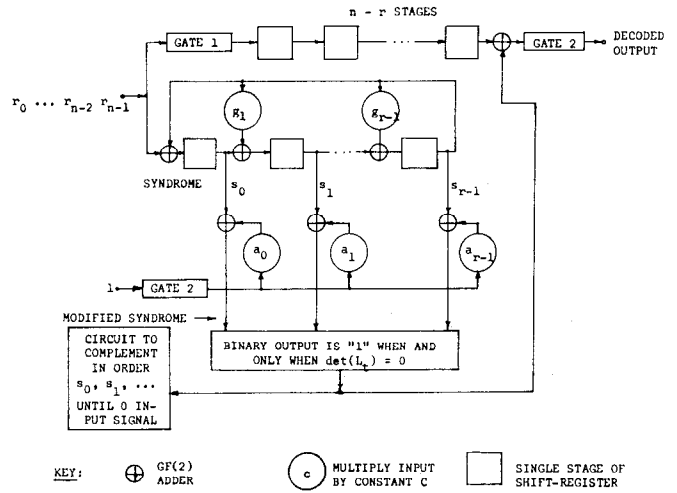 n - r STAGES
GATE 1
...
GATE 2
DECODED
OUTPUT
r0 ... rn-2 rn-1
g1
gr-1
SYNDROME
s0
s1
sr-1
a0
a1
ar-1
1
GATE 2
MODIFIED SYNDROME
CIRCUIT TO
COMPLEMENT
IN ORDER
s0, s1, ...
UNTIL 0 IN-
PUT SIGNAL
BINARY OUTPUT IS "1" WHEN AND
ONLY WHEN det(Lt) = 0
KEY:
GF(2)
ADDER
c
MULTIPLY INPUT
BY CONSTANT C
SINGLE STAGE OF
SHIFT-REGISTER